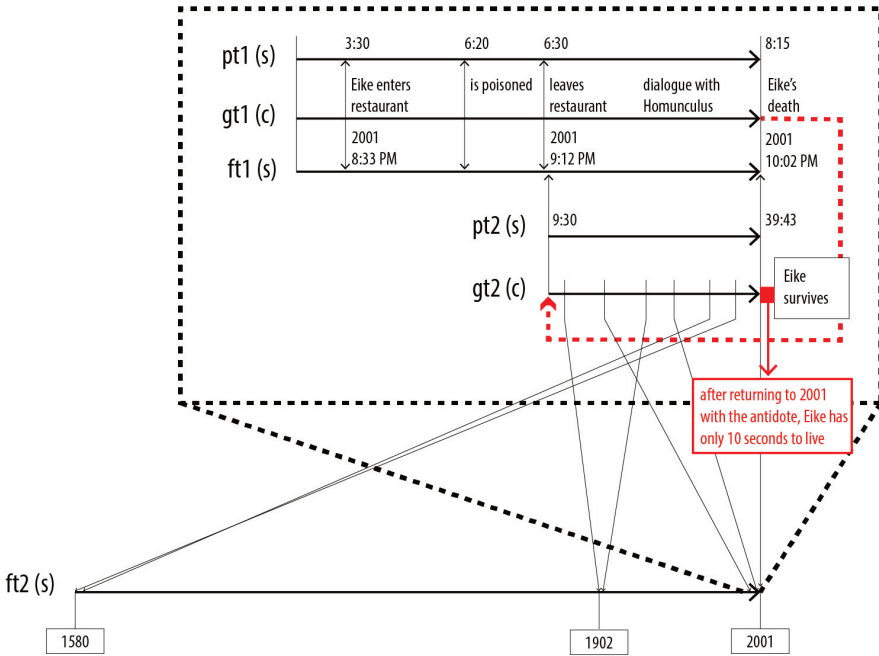 3:30 6:20 6:30 8:15
pt1 (s)
Eike enters is poisoned leaves dialogue with Eike's
restaurant restaurant Homunculus death
gt1 (c)
2001 2001 2001
8:33 PM 9:12 PM 10:02 PM
ft1 (s)
9:30 39:43
pt2 (s)
Eike
survives
gt2 (c)
after returning to 2001
with the antidote, Eike has
only 10 seconds to live
ft2 (s)
1580 1902 2001